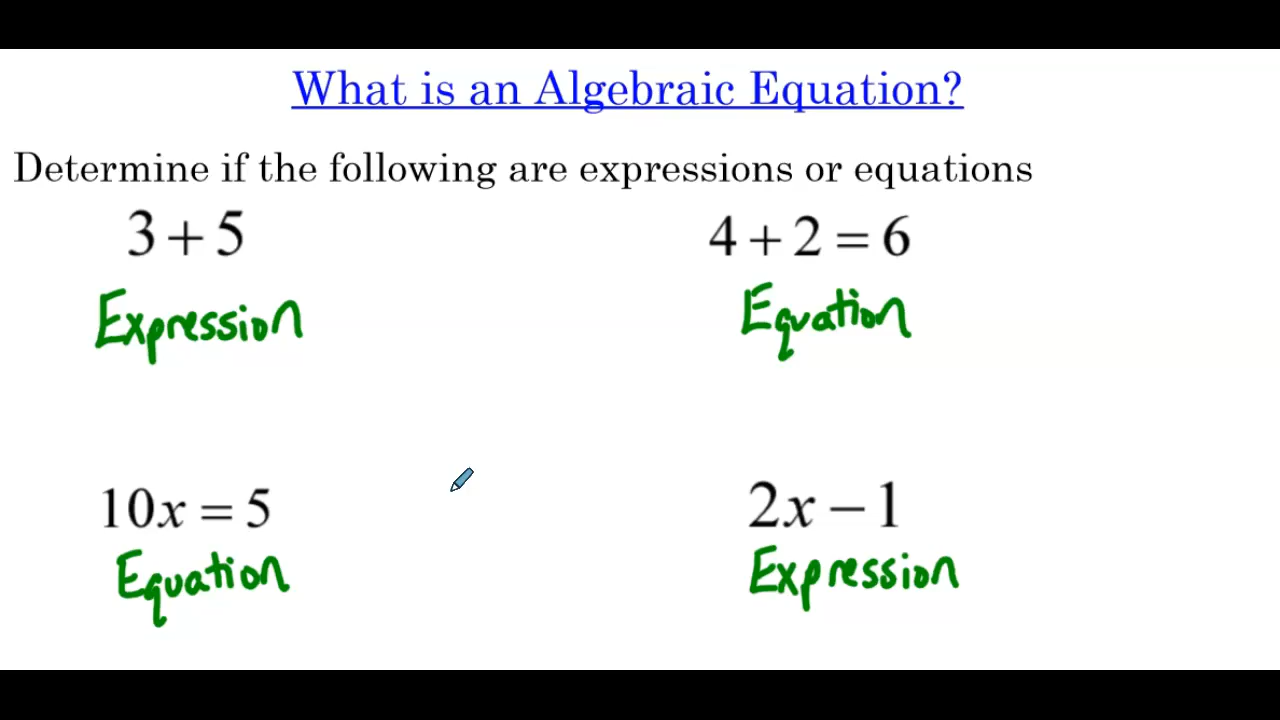 What is an Algebraic Equation?
Determine if the following are expressions or equations
3 + 5
4 + 2 = 6
Expression
Equation
10x = 5
2x − 1
Equation
Expression